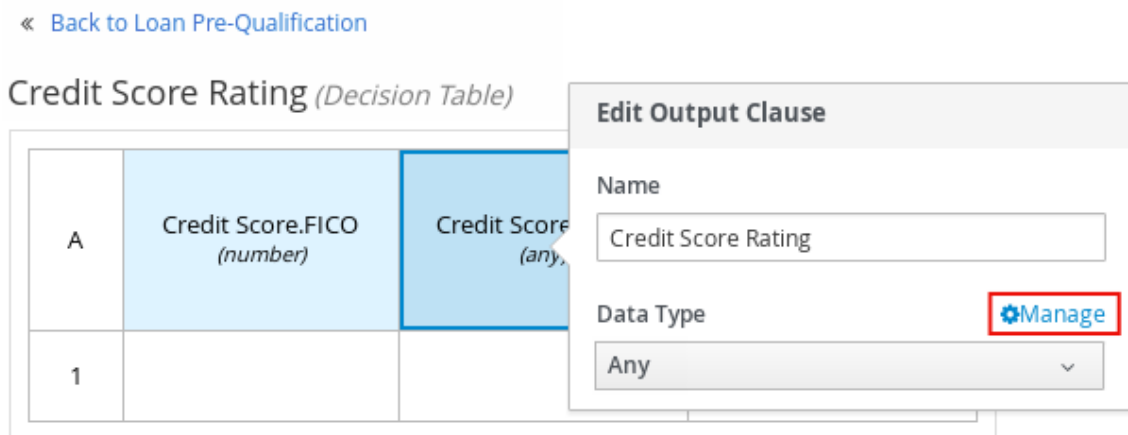 « Back to Loan Pre-Qualification
Credit Score Rating (Decision Table)
Edit Output Clause
Name
Credit Score.FICO
Credit Score
Credit Score Rating
A
(number)
(any)
Data Type
Manage
Any
1